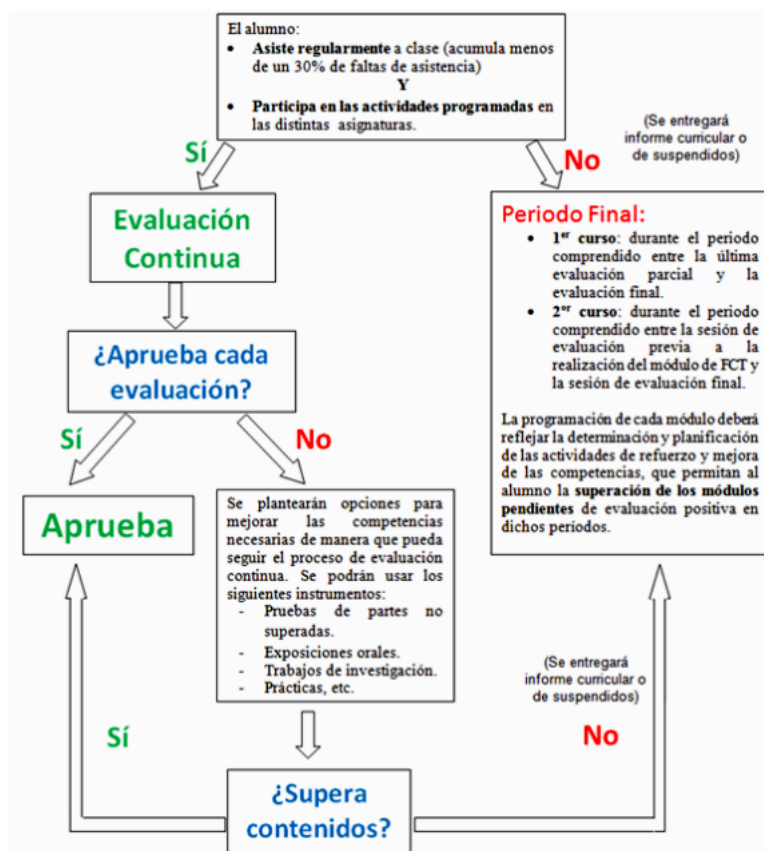 El alumno:
• Asiste regularmente a clase (acumula menos
de un 30% de faltas de asistencia)
Y
• Participa en las actividades programadas en
las distintas asignaturas.
Sí
No
(Se entregará
informe curricular o
de suspendidos)
Evaluación
Continua
Periodo Final:
• 1er curso: durante el periodo
comprendido entre la última
evaluación parcial y la
evaluación final.
• 2º curso: durante el periodo
comprendido entre la sesión de
evaluación previa a la
realización del módulo de FCT y
la sesión de evaluación final.
La programación de cada módulo deberá
reflejar la determinación y planificación
de las actividades de refuerzo y mejora
de las competencias, que permitan al
alumno la superación de los módulos
pendientes de evaluación positiva en
dichos períodos.
¿Aprueba cada
evaluación?
Sí
No
Aprueba
Se plantearán opciones para
mejorar las competencias
necesarias de manera que pueda
seguir el proceso de evaluación
continua. Se podrán usar los
siguientes instrumentos:
- Pruebas de partes no
superadas.
- Exposiciones orales.
- Trabajos de investigación.
- Prácticas, etc.
(Se entregará
informe curricular o
de suspendidos)
Sí
No
¿Supera
contenidos?